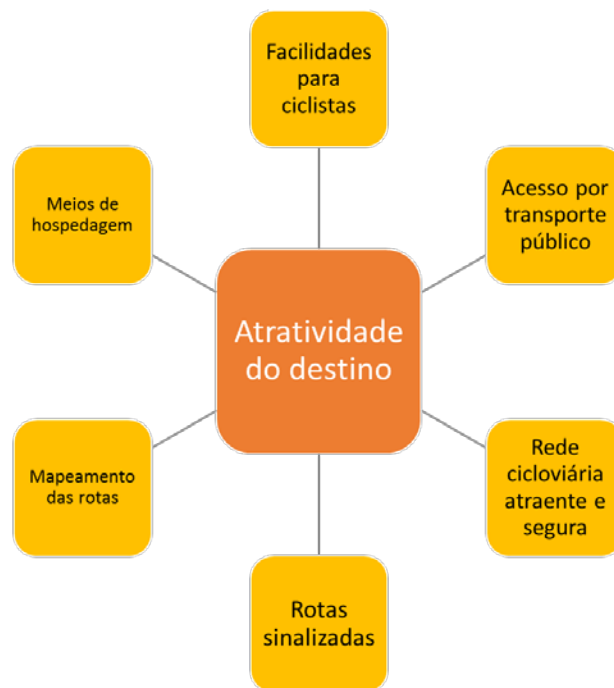 Facilidades
para
ciclistas
Meios de
hospedagem
Acesso por
transporte
público
Atratividade
do destino
Mapeamento
das rotas
Rede
cicloviária
atraente e
segura
Rotas
sinalizadas